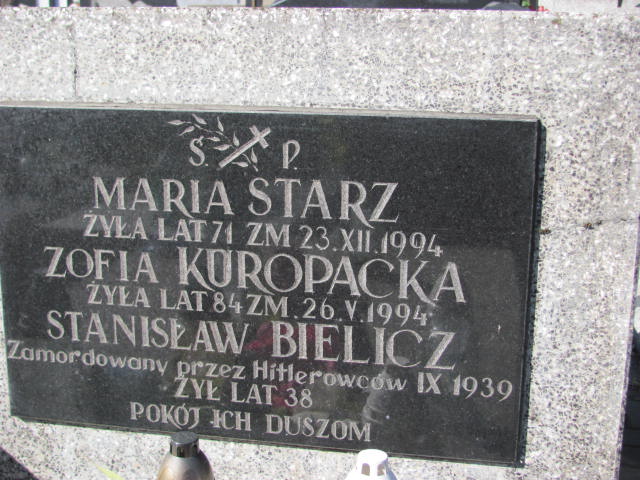 Ś. P.
MARIA STARZ
ŻYŁA LAT 71 ZM 23.XII.1994
ZOFIA KUROPACKA
ŻYŁA LAT 84 ZM. 26.V.1994
STANISŁAW BIELICZ
Zamordowany przez Hitlerowców IX 1939
ŻYŁ LAT 38
POKÓJ ICH DUSZOM